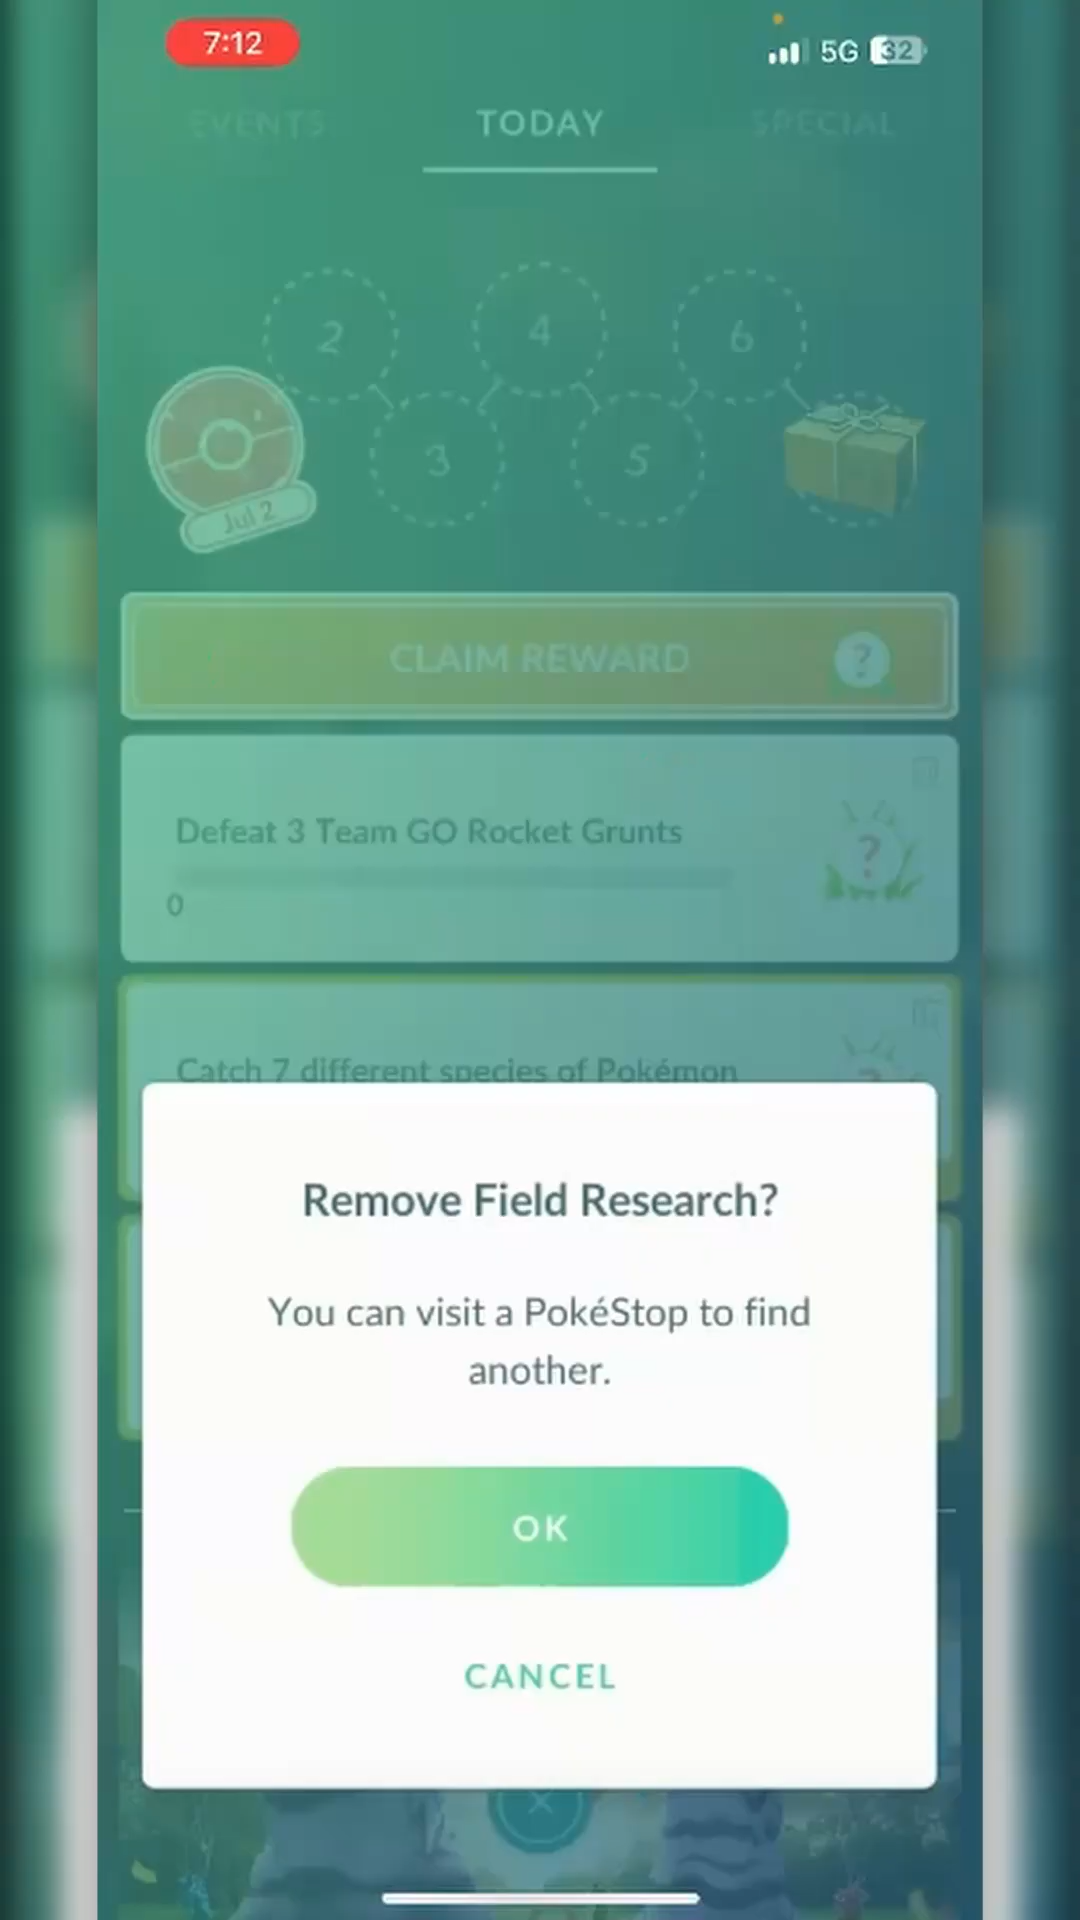 7:12
5G 32
EVENTS TODAY SPECIAL
2 4 6
3 5
Jul 2
CLAIM REWARD ?
Defeat 3 Team GO Rocket Grunts
?
0
Catch 7 different species of Pokémon
Remove Field Research?
You can visit a PokéStop to find
another.
OK
CANCEL